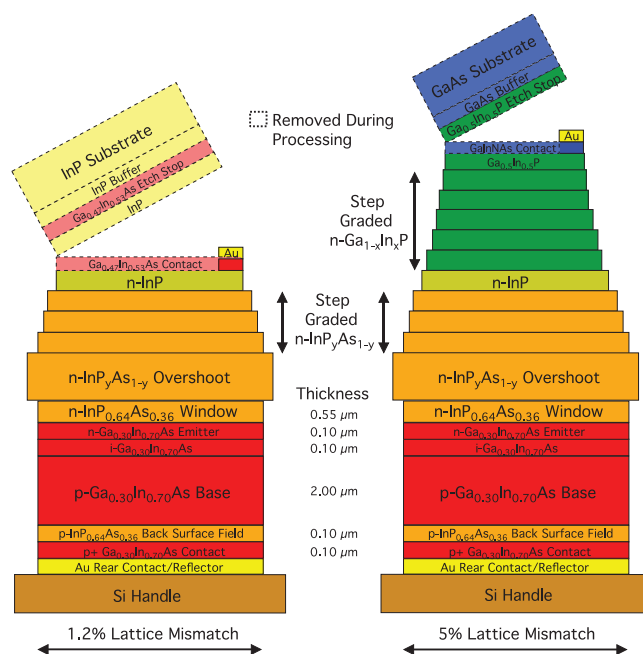 InP Substrate
InP Buffer
Ga0.47In0.53As Etch Stop
InP
Au
Ga0.47In0.53As Contact
n-InP
n-InPyAs1-y Overshoot
n-InP0.64As0.36 Window
n-Ga0.30In0.70As Emitter
i-Ga0.30In0.70As
p-Ga0.30In0.70As Base
p-InP0.64As0.36 Back Surface Field
p+ Ga0.30In0.70As Contact
Au Rear Contact/Reflector
Si Handle
1.2% Lattice Mismatch
Removed During
Processing
Step
Graded
n-Ga1-xInxP
Step
Graded
n-InPyAs1-y
Thickness
0.55 μm
0.10 μm
0.10 μm
2.00 μm
0.10 μm
0.10 μm
GaAs Substrate
GaAs Buffer
Ga0.5In0.5P Etch Stop
Au
GaInNAs Contact
Ga0.5In0.5P
n-InP
n-InPyAs1-y Overshoot
n-InP0.64As0.36 Window
n-Ga0.30In0.70As Emitter
i-Ga0.30In0.70As
p-Ga0.30In0.70As Base
p-InP0.64As0.36 Back Surface Field
p+ Ga0.30In0.70As Contact
Au Rear Contact/Reflector
Si Handle
5% Lattice Mismatch